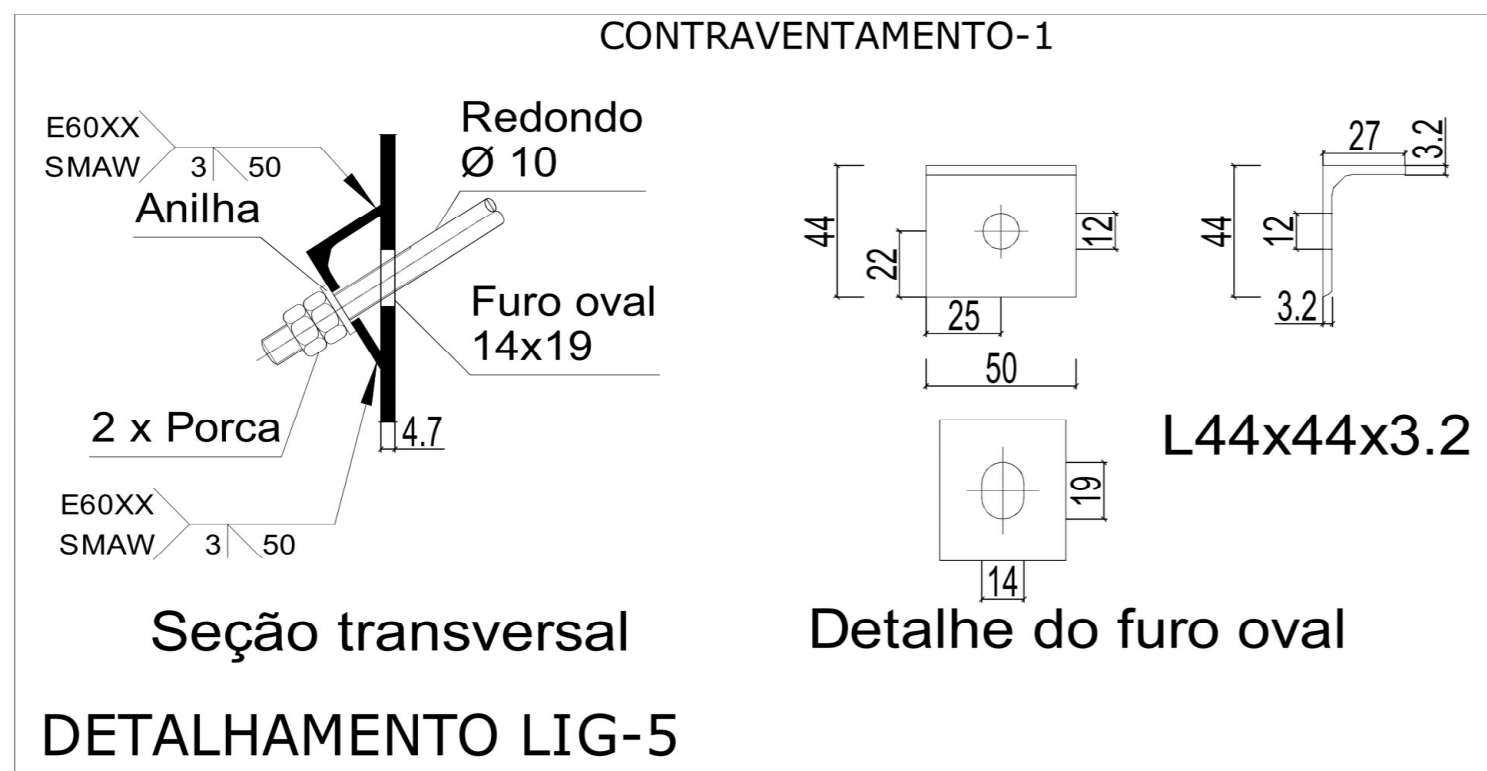 CONTRAVENTAMENTO-1
E60XX
SMAW
3
50
Anilha
Redondo
Ø 10
Furo oval
14x19
2 x Porca
4.7
E60XX
SMAW
3
50
Seção transversal
44
22
25
50
12
44
12
27
3.2
3.2
L44x44x3.2
19
14
Detalhe do furo oval
DETALHAMENTO LIG-5